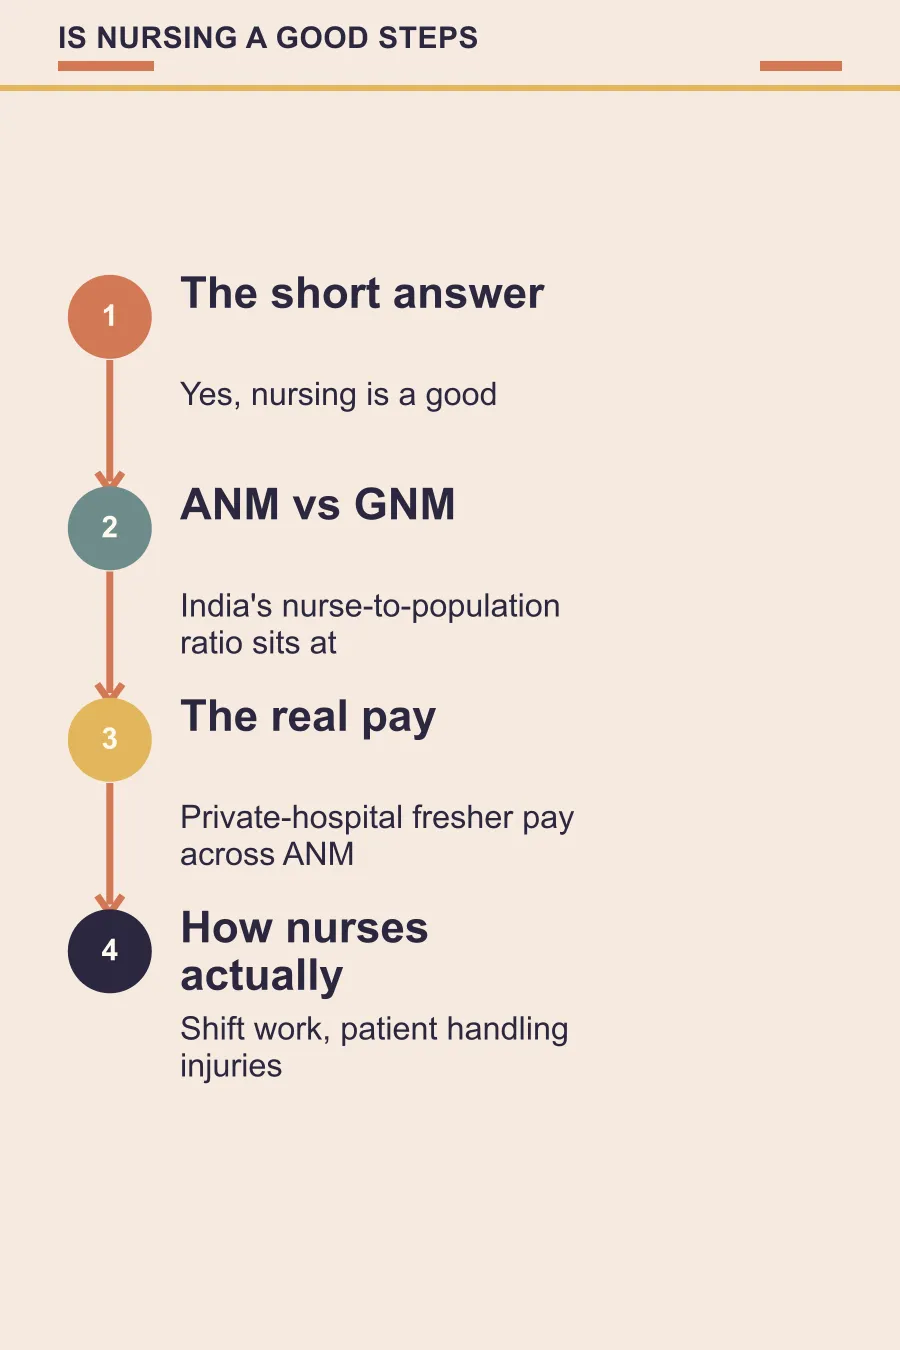 IS NURSING A GOOD STEPS
1
The short answer
Yes, nursing is a good
2
ANM vs GNM
India's nurse-to-population
ratio sits at
3
The real pay
Private-hospital fresher pay
across ANM
4
How nurses
actually
Shift work, patient handling
injuries